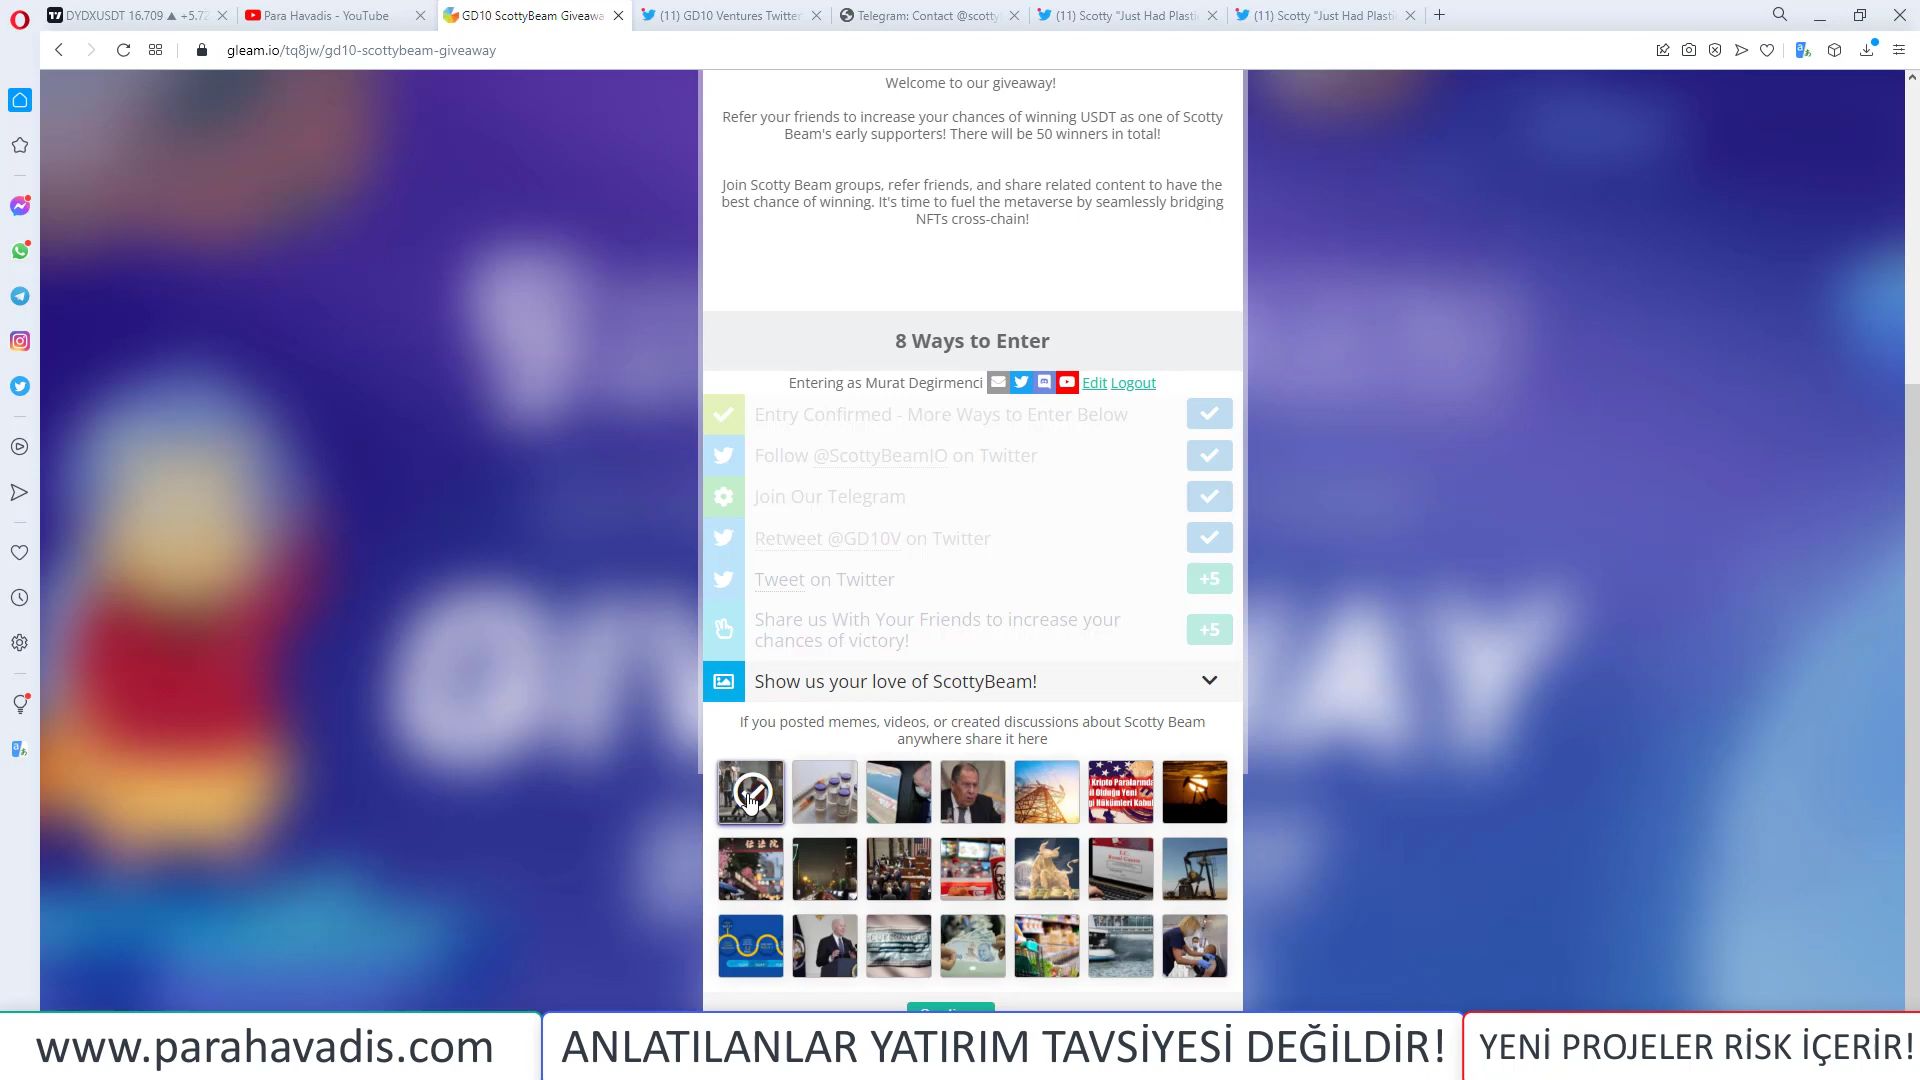 DYDXUSDT 16.709 ▲ +5.7
Para Havadis - YouTube
GD10 ScottyBeam Giveaw
(11) GD10 Ventures Twitter
Telegram: Contact @scotty
(11) Scotty "Just Had Plasti
(11) Scotty "Just Had Plasti
gleam.io/tq8jw/gd10-scottybeam-giveaway
Welcome to our giveaway!
Refer your friends to increase your chances of winning USDT as one of Scotty
Beam's early supporters! There will be 50 winners in total!
Join Scotty Beam groups, refer friends, and share related content to have the
best chance of winning. It's time to fuel the metaverse by seamlessly bridging
NFTs cross-chain!
8 Ways to Enter
Entering as Murat Degirmenci Edit Logout
Entry Confirmed - More Ways to Enter Below
Follow @ScottyBeamIO on Twitter
Join Our Telegram
Retweet @GD10V on Twitter
Tweet on Twitter +5
Share us With Your Friends to increase your
chances of victory! +5
Show us your love of ScottyBeam!
If you posted memes, videos, or created discussions about Scotty Beam
anywhere share it here
Kripto Paralarında
il Olduğu Yeni
gi Hükümleri Kabul
www.parahavadis.com
ANLATILANLAR YATIRIM TAVSİYESİ DEĞİLDİR!
YENİ PROJELER RİSK İÇERİR!